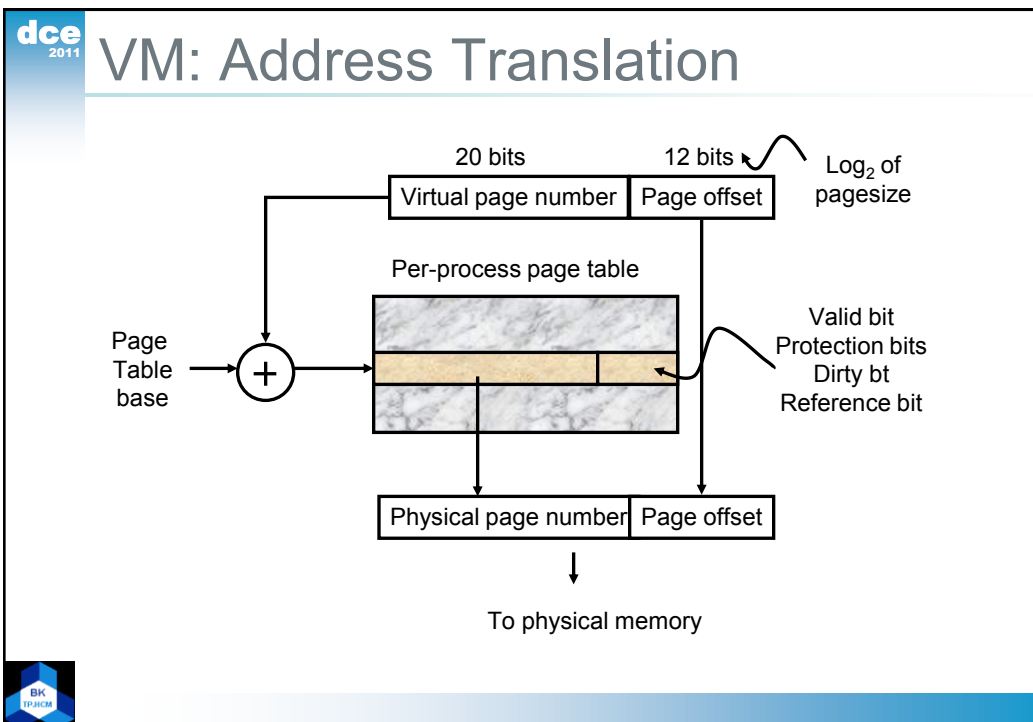 dce
2011
VM: Address Translation
20 bits
12 bits
Log2 of
pagesize
Virtual page number
Page offset
Per-process page table
Page
Table
base
+
Valid bit
Protection bits
Dirty bt
Reference bit
Physical page number
Page offset
To physical memory
BK
TP.HCM